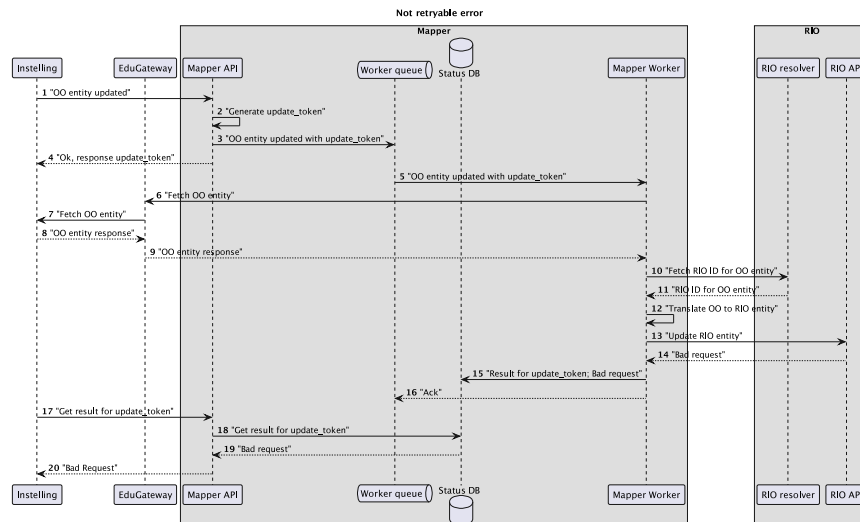 Not retryable error
Mapper
RIO
Instelling
EduGateway
Mapper API
Worker queue
Status DB
Mapper Worker
RIO resolver
RIO AP
1 "OO entity updated"
2 "Generate update_token"
3 "OO entity updated with update_token"
4 "Ok, response update_token"
5 "OO entity updated with update_token"
6 "Fetch OO entity"
7 "Fetch OO entity"
8 "OO entity response"
9 "OO entity response"
10 "Fetch RIO ID for OO entity"
11 "RIO ID for OO entity"
12 "Translate OO to RIO entity"
13 "Update RIO entity"
14 "Bad request"
15 "Result for update_token; Bad request"
16 "Ack"
17 "Get result for update_token"
18 "Get result for update_token"
19 "Bad request"
20 "Bad Request"
Instelling
EduGateway
Mapper API
Worker queue
Status DB
Mapper Worker
RIO resolver
RIO AP